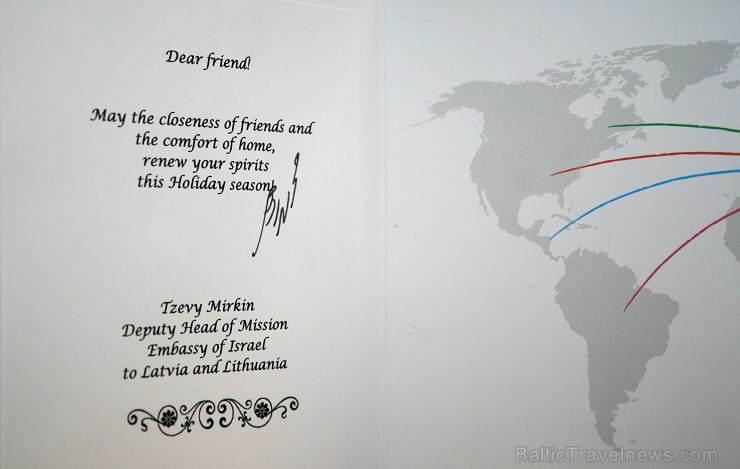 Dear friend!
May the closeness of friends and
the comfort of home,
renew your spirits
this Holiday season!
Tzevy Mirkin
Deputy Head of Mission
Embassy of Israel
to Latvia and Lithuania
BalticTravelnews.com